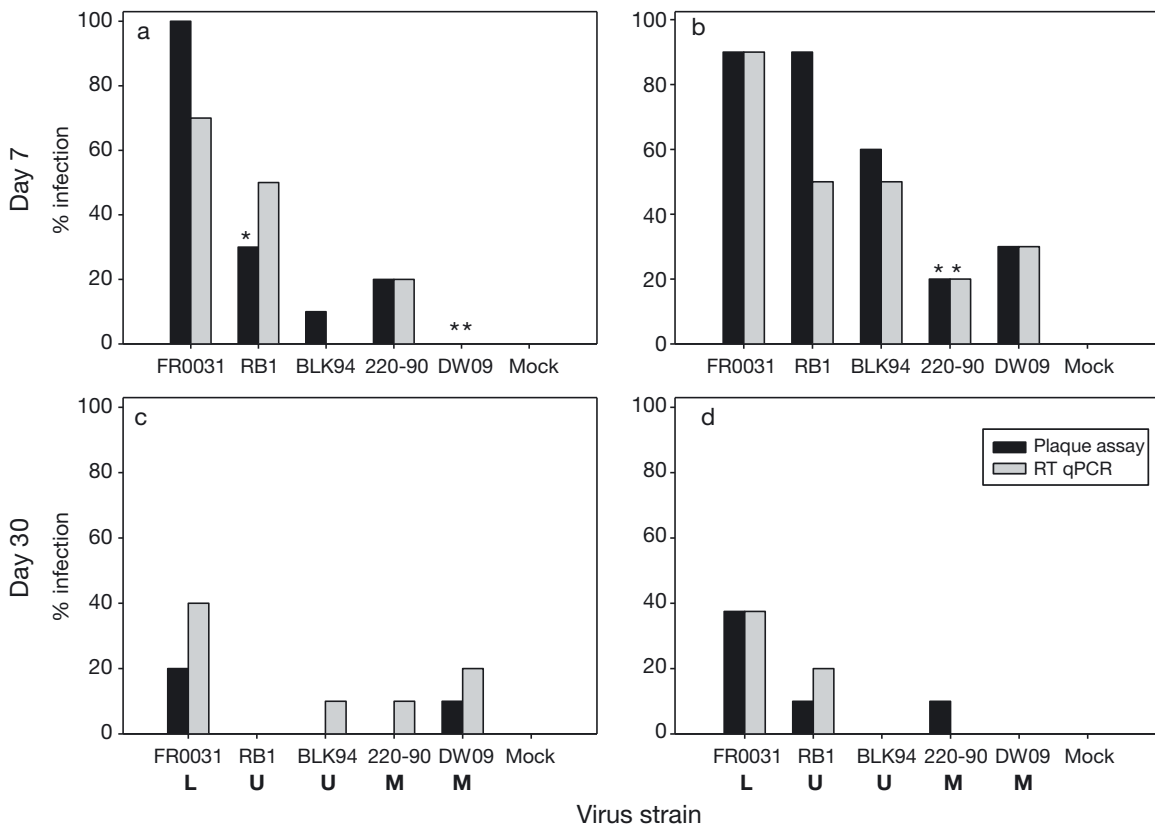 a
b
Day 7
% infection
100
80
60
40
20
0
*
**
FR0031 RB1 BLK94 220-90 DW09 Mock
100
80
60
40
20
0
* *
FR0031 RB1 BLK94 220-90 DW09 Mock
c
d
Day 30
% infection
100
80
60
40
20
0
FR0031 RB1 BLK94 220-90 DW09 Mock
L U U M M
100
80
60
40
20
0
Plaque assay
RT qPCR
FR0031 RB1 BLK94 220-90 DW09 Mock
L U U M M
Virus strain